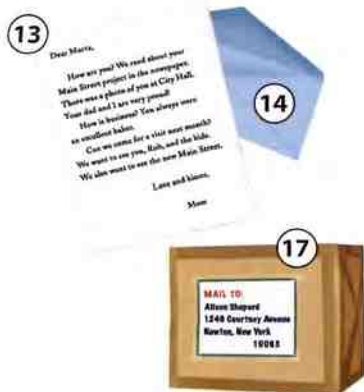 13
Dear Marta,
How are you? We read about your
Main Street project in the newspaper.
There was a photo of you at City Hall.
Your dad and I are very proud!
How is business? You always were
an excellent baker.
Can we come for a visit next month?
We want to see you, Rob, and the kids.
We also want to see the new Main Street.
Love and kisses,
Mom
14
17
MAIL TO:
Alison Shepard
1240 Courtney Avenue
Newton, New York